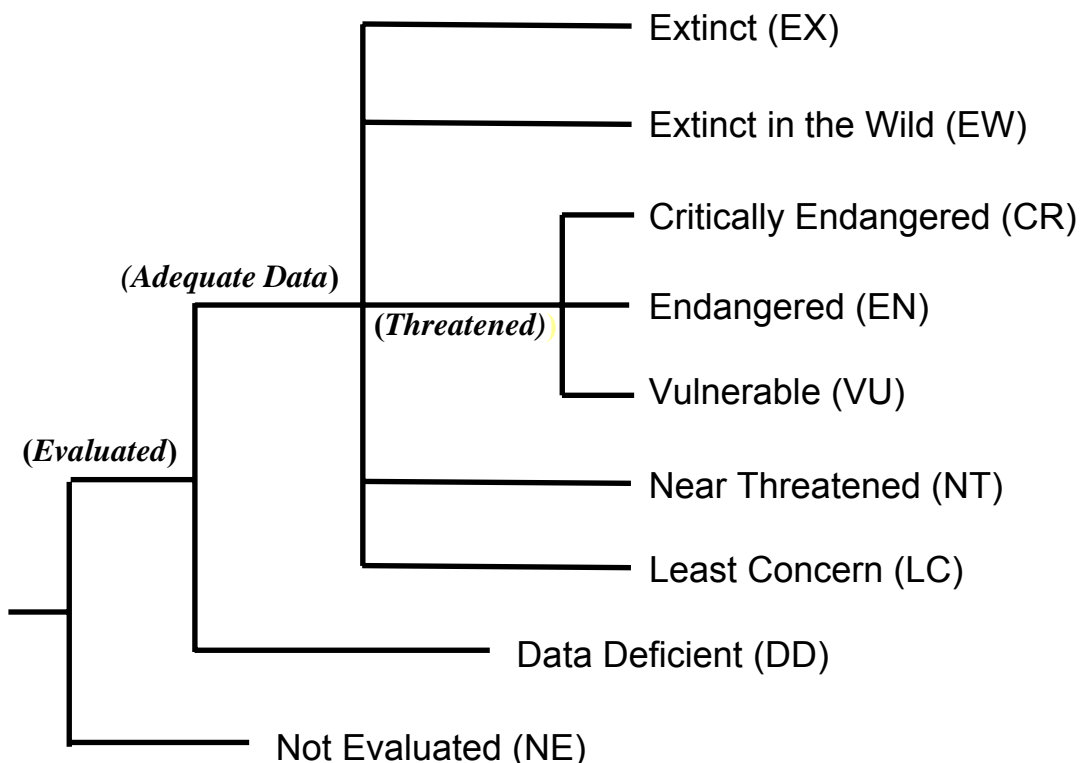 Extinct (EX)
Extinct in the Wild (EW)
Critically Endangered (CR)
(Adequate Data)
Endangered (EN)
(Threatened))
Vulnerable (VU)
(Evaluated)
Near Threatened (NT)
Least Concern (LC)
Data Deficient (DD)
Not Evaluated (NE)